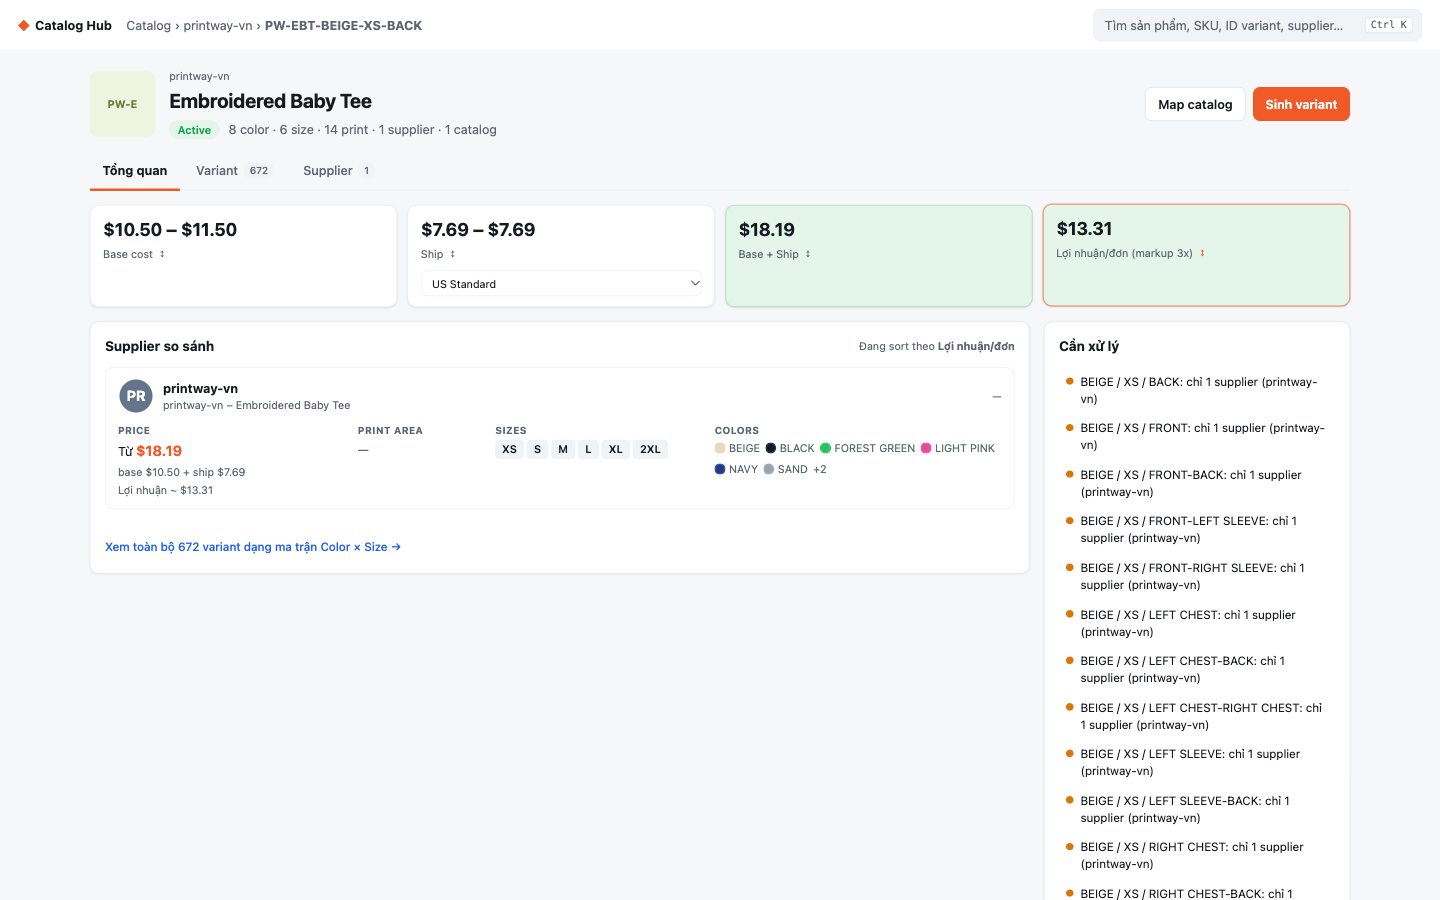 Catalog Hub
Catalog › printway-vn › PW-EBT-BEIGE-XS-BACK
Tìm sản phẩm, SKU, ID variant, supplier...
Ctrl K
PW-E
printway-vn
Embroidered Baby Tee
Active 8 color · 6 size · 14 print · 1 supplier · 1 catalog
Map catalog
Sinh variant
Tổng quan
Variant 672
Supplier 1
$10.50 – $11.50
Base cost ↕
$7.69 – $7.69
Ship ↕
US Standard
$18.19
Base + Ship ↕
$13.31
Lợi nhuận/đơn (markup 3x) ↕
Supplier so sánh
Đang sort theo Lợi nhuận/đơn
PR
printway-vn
printway-vn – Embroidered Baby Tee
—
PRICE
Từ $18.19
base $10.50 + ship $7.69
Lợi nhuận ~ $13.31
PRINT AREA
—
SIZES
XS S M L XL 2XL
COLORS
BEIGE BLACK FOREST GREEN LIGHT PINK
NAVY SAND +2
Xem toàn bộ 672 variant dạng ma trận Color × Size →
Cần xử lý
BEIGE / XS / BACK: chỉ 1 supplier (printway-
vn)
BEIGE / XS / FRONT: chỉ 1 supplier (printway-
vn)
BEIGE / XS / FRONT-BACK: chỉ 1 supplier
(printway-vn)
BEIGE / XS / FRONT-LEFT SLEEVE: chỉ 1
supplier (printway-vn)
BEIGE / XS / FRONT-RIGHT SLEEVE: chỉ 1
supplier (printway-vn)
BEIGE / XS / LEFT CHEST: chỉ 1 supplier
(printway-vn)
BEIGE / XS / LEFT CHEST-BACK: chỉ 1
supplier (printway-vn)
BEIGE / XS / LEFT CHEST-RIGHT CHEST: chỉ
1 supplier (printway-vn)
BEIGE / XS / LEFT SLEEVE: chỉ 1 supplier
(printway-vn)
BEIGE / XS / LEFT SLEEVE-BACK: chỉ 1
supplier (printway-vn)
BEIGE / XS / RIGHT CHEST: chỉ 1 supplier
(printway-vn)
BEIGE / XS / RIGHT CHEST-BACK: chỉ 1